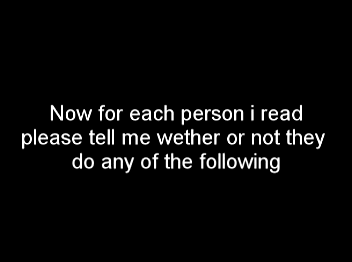 Now for each person i read
please tell me wether or not they
do any of the following